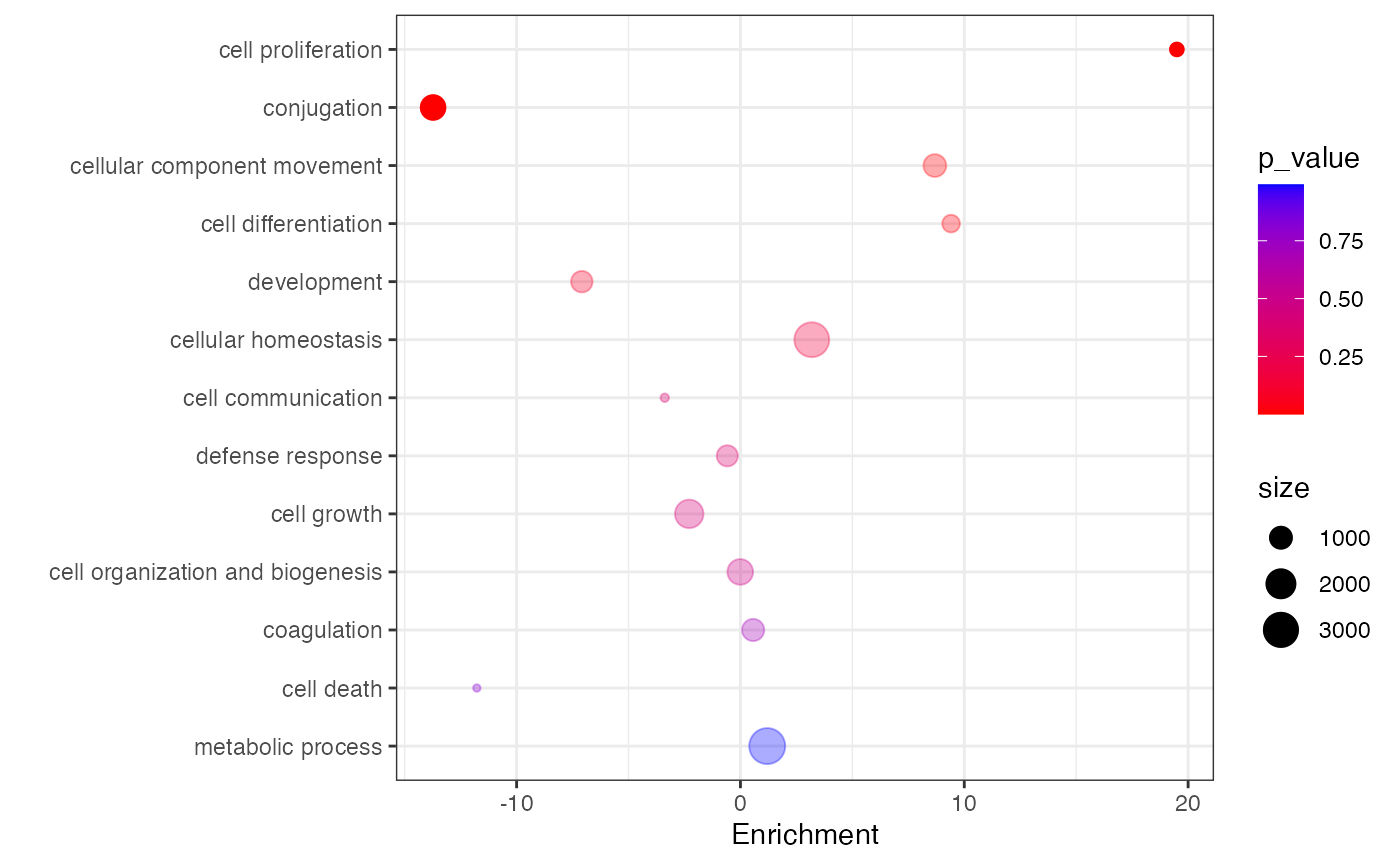 cell proliferation
conjugation
cellular component movement
cell differentiation
development
cellular homeostasis
cell communication
defense response
cell growth
cell organization and biogenesis
coagulation
cell death
metabolic process
-10 0 10 20
Enrichment
p_value
0.75
0.50
0.25
size
1000
2000
3000